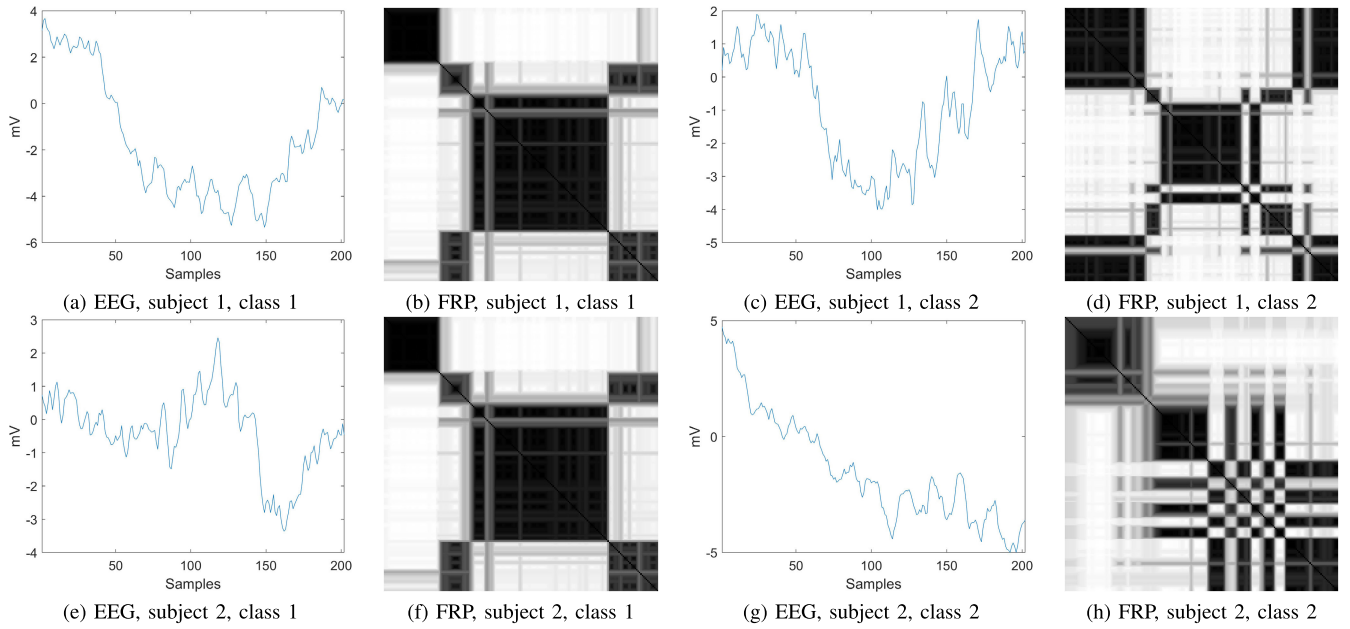 4
2
0
-2
-4
-6
mV
50
100
150
200
Samples
(a) EEG, subject 1, class 1
(b) FRP, subject 1, class 1
2
1
0
-1
-2
-3
-4
-5
mV
50
100
150
200
Samples
(c) EEG, subject 1, class 2
(d) FRP, subject 1, class 2
3
2
1
0
-1
-2
-3
-4
mV
50
100
150
200
Samples
(e) EEG, subject 2, class 1
(f) FRP, subject 2, class 1
5
0
-5
mV
50
100
150
200
Samples
(g) EEG, subject 2, class 2
(h) FRP, subject 2, class 2